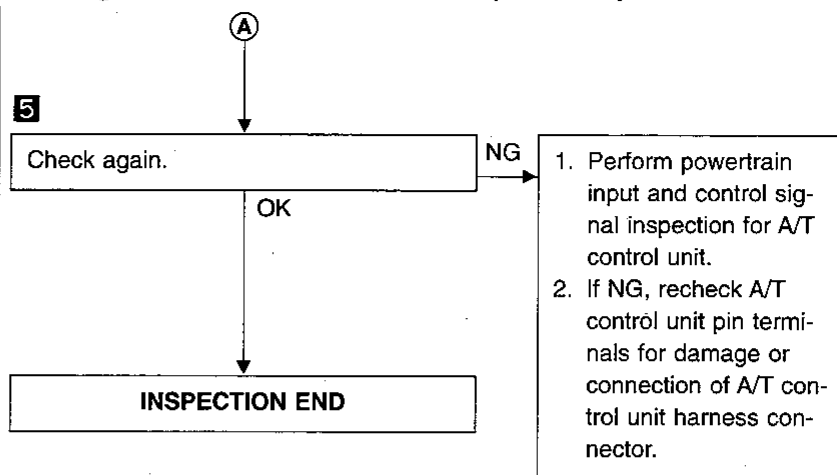 A
5
Check again.
NG
OK
1. Perform powertrain
input and control sig-
nal inspection for A/T
control unit.
2. If NG, recheck A/T
control unit pin termi-
nals for damage or
connection of A/T con-
trol unit harness con-
nector.
INSPECTION END